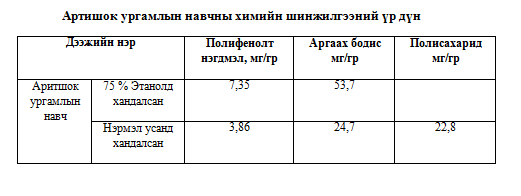 Артишок ургамлын навчны химийн шинжилгээний үр дүн
Дээжийн нэр
Полифенолт нэгдмэл, мг/гр
Аргаах бодис мг/гр
Полисахарид мг/гр
Аритшок ургамлын навч
75 % Этанолд хандалсан
7,35
53,7
Нэрмэл усанд хандалсан
3,86
24,7
22,8